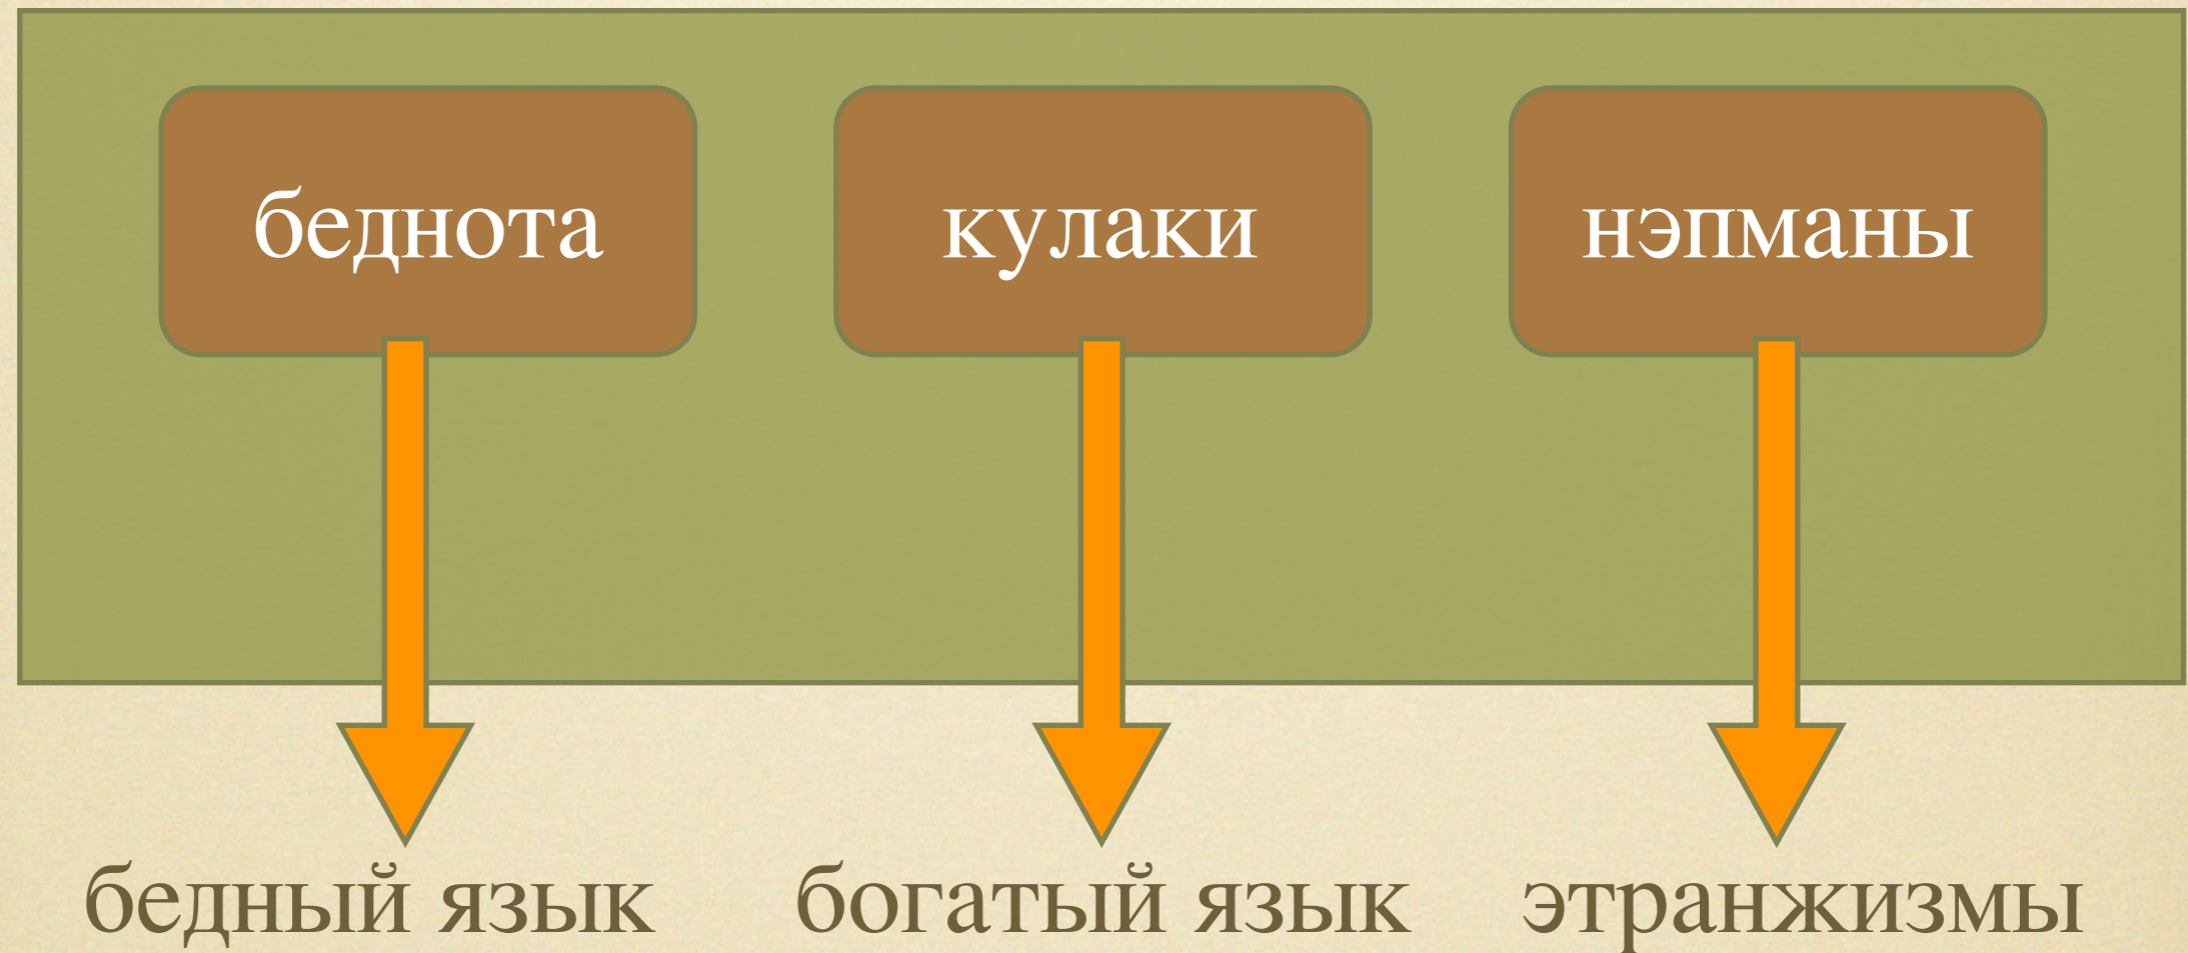 беднота кулаки нэпманы
бедный язык богатый язык этранжизмы